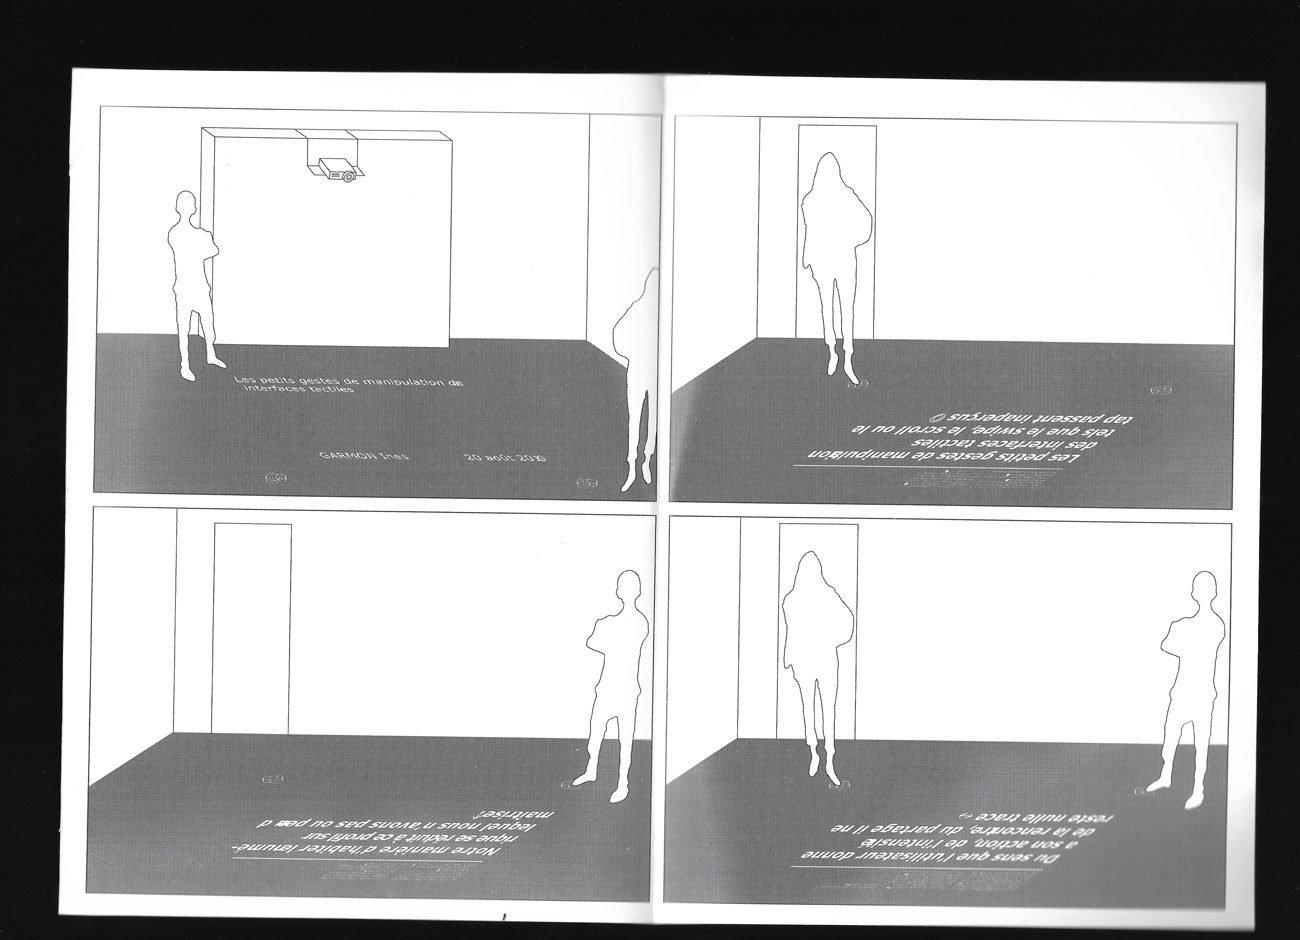 Les petits gestes de manipulation de
interfaces tactiles
GARMON Ines 20 août 2016
Les petits gestes de manipulation
des interfaces tactiles
tels que le swipe, le scroll ou le
tap passent inaperçus
Notre manière d'habiter lenumé-
rique se réduit à ce profil sur
lequel nous n'avons pas ou peu d
maîtrise
Du sens que l'utilisateur donne
a son action, de l'intensité
de la rencontre, du partage il ne
reste nulle trace